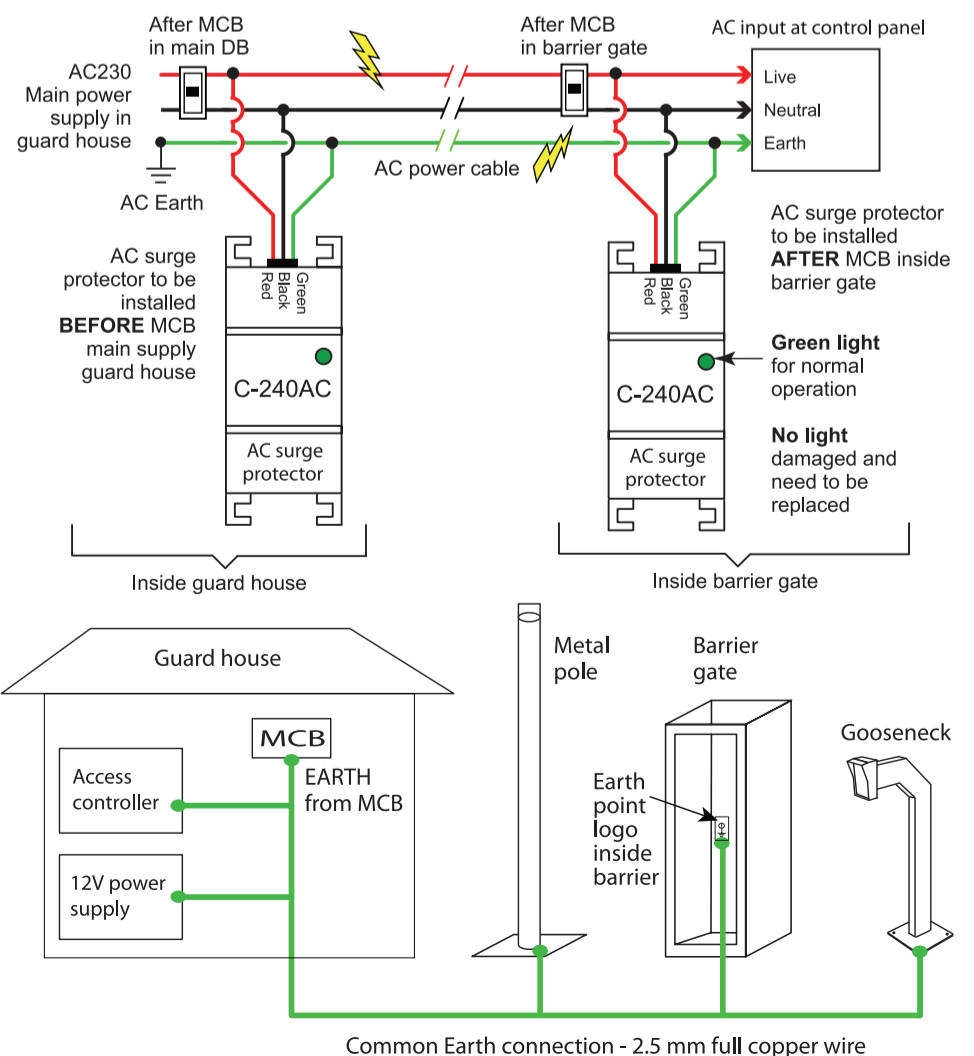 After MCB
in main DB
After MCB
in barrier gate
AC input at control panel
AC230
Main power
supply in
guard house
Live
Neutral
Earth
AC power cable
AC Earth
AC surge
protector to be
installed
BEFORE MCB
main supply
guard house
Red
Black
Green
C-240AC
AC surge
protector
Red
Black
Green
C-240AC
AC surge
protector
AC surge protector
to be installed
AFTER MCB inside
barrier gate
Green light
for normal
operation
No light
damaged and
need to be
replaced
Inside guard house
Inside barrier gate
Guard house
MCB
EARTH
from MCB
Access
controller
12V power
supply
Metal
pole
Barrier
gate
Earth
point
logo
inside
barrier
Gooseneck
Common Earth connection - 2.5 mm full copper wire